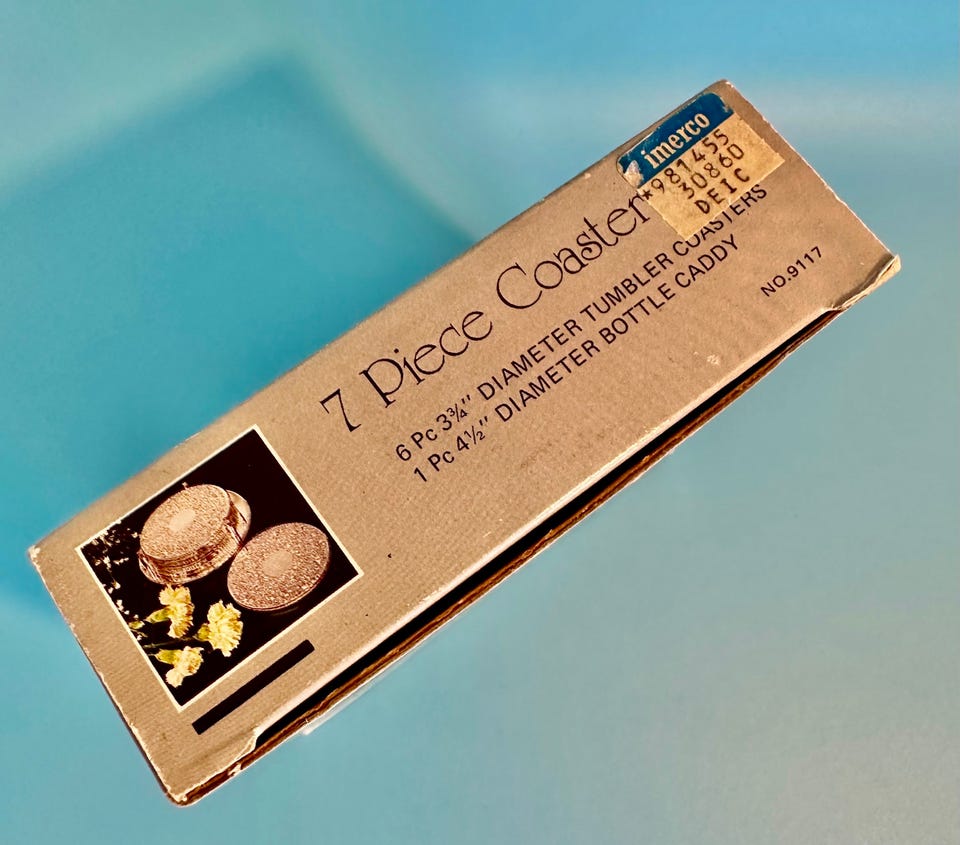 imerco
*981455
30860
DEIC
7 Piece Coaster
6 Pc 3¾" DIAMETER TUMBLER COASTERS
1 Pc 4½" DIAMETER BOTTLE CADDY
NO.9117